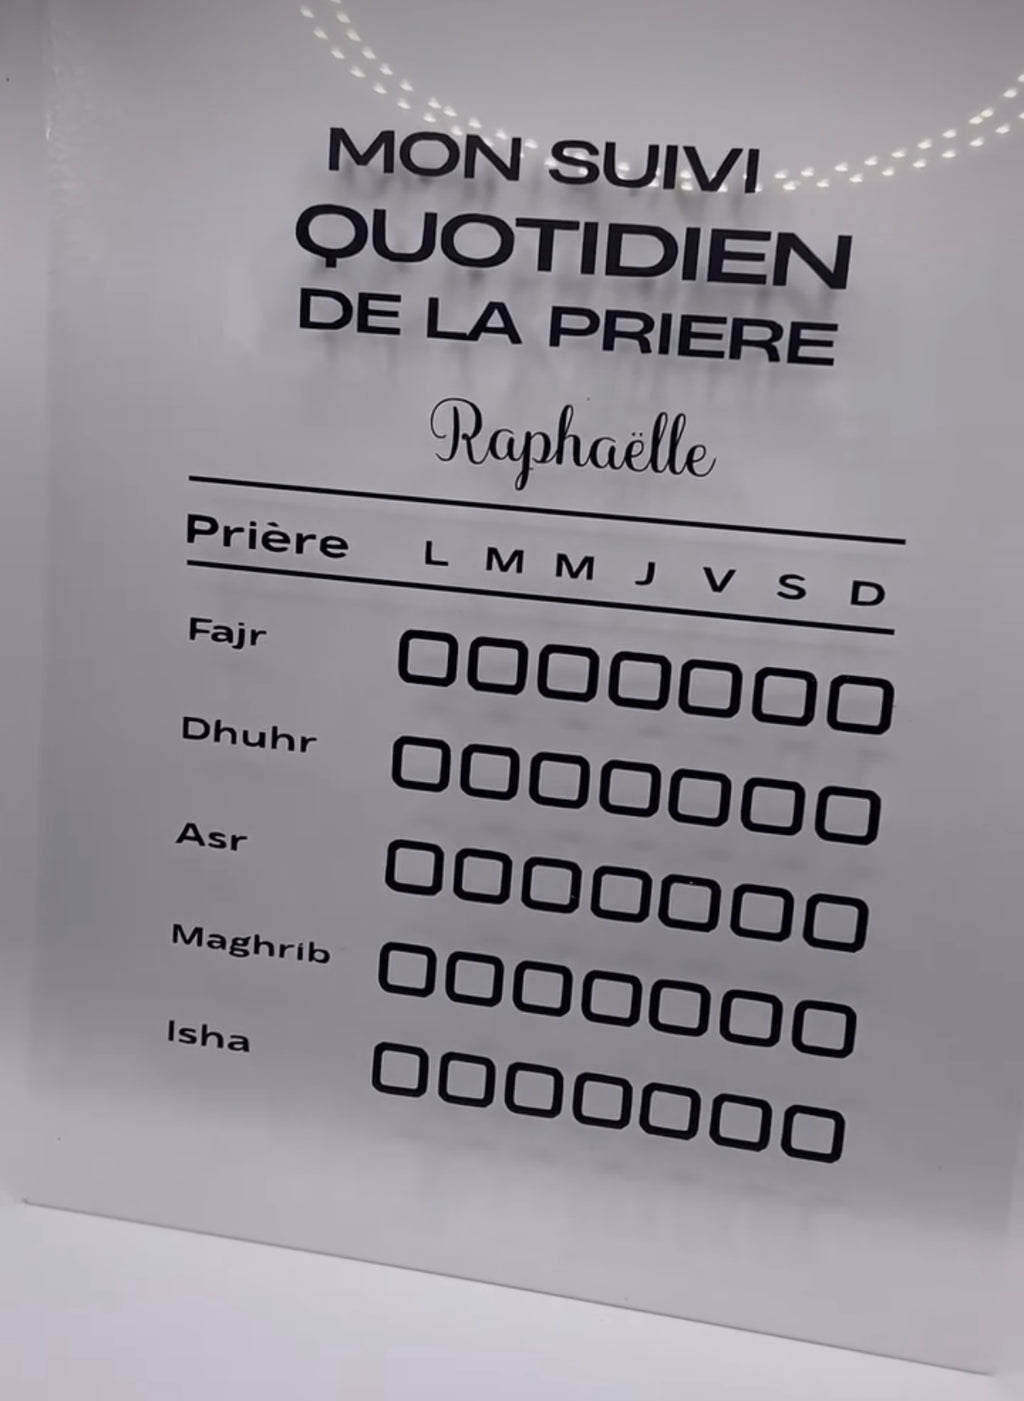 MON SUIVI
QUOTIDIEN
DE LA PRIERE
Raphaëlle
Prière L M M J V S D
Fajr
Dhuhr
Asr
Maghrib
Isha